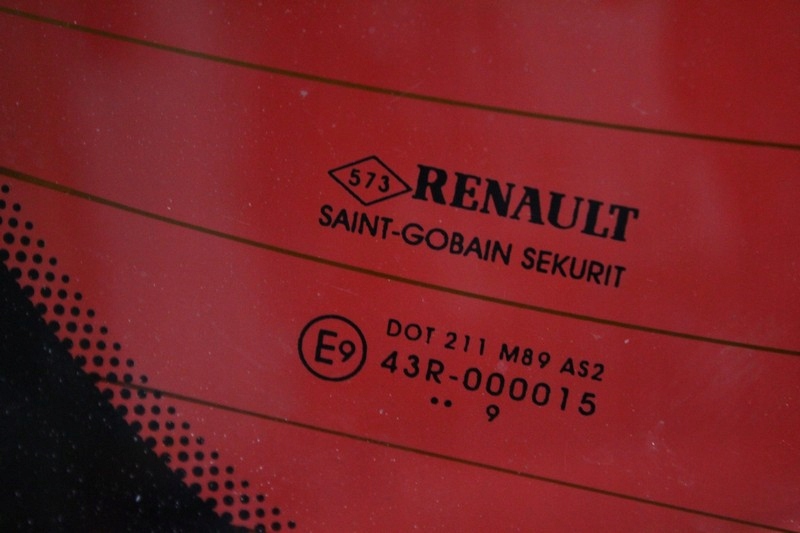 573 RENAULT
SAINT-GOBAIN SEKURIT
E9 DOT 211 M89 AS2
43R-000015
.. 9